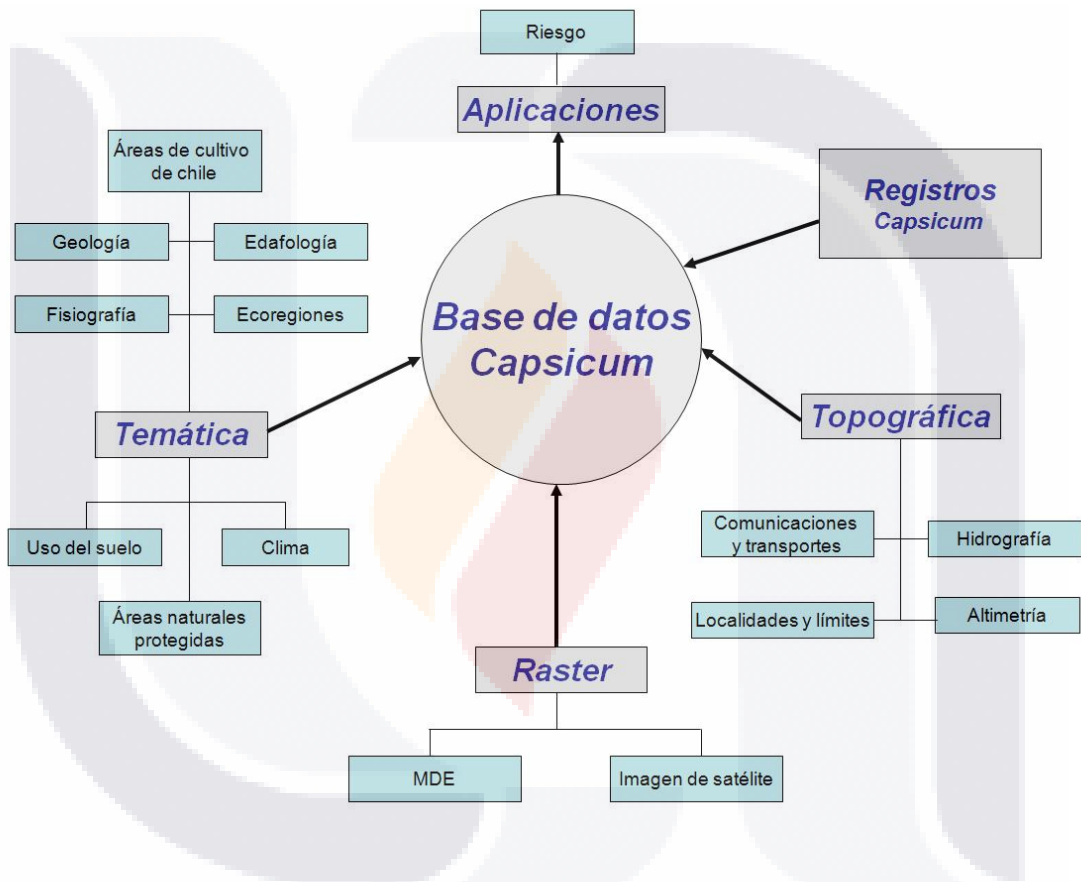 Riesgo
Aplicaciones
Áreas de cultivo
de chile
Geología
Edafología
Fisiografía
Ecoregiones
Temática
Uso del suelo
Clima
Áreas naturales
protegidas
Base de datos
Capsicum
Registros
Capsicum
Topográfica
Comunicaciones
y transportes
Hidrografía
Localidades y límites
Altimetría
Raster
MDE
Imagen de satélite